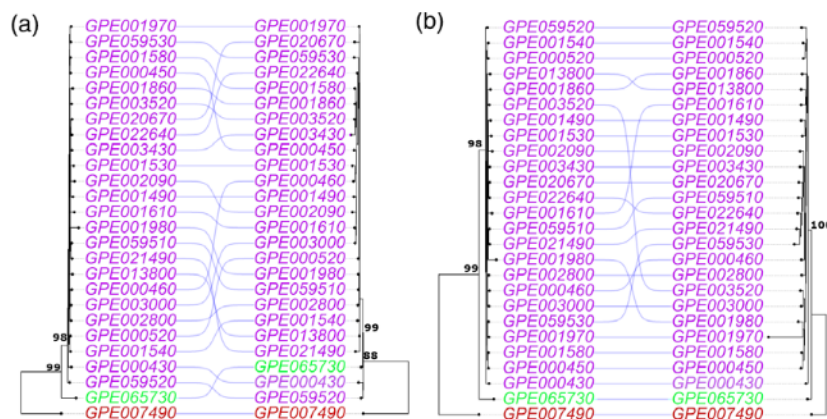 (a)
(b)
GPE001970 GPE001970
GPE059530 GPE020670
GPE001580 GPE059530
GPE000450 GPE022640
GPE001860 GPE001580
GPE003520 GPE001860
GPE020670 GPE003520
GPE022640 GPE003430
GPE003430 GPE000450
GPE001530 GPE001530
GPE002090 GPE000460
GPE001490 GPE001490
GPE001610 GPE002090
GPE001980 GPE001610
GPE059510 GPE003000
GPE021490 GPE000520
GPE013800 GPE001980
GPE000460 GPE059510
GPE003000 GPE002800
GPE002800 GPE001540
GPE000520 GPE013800
GPE001540 GPE021490
GPE000430 GPE065730
GPE059520 GPE000430
GPE065730 GPE059520
GPE007490 GPE007490
98
99
99
88
GPE059520 GPE059520
GPE001540 GPE001540
GPE000520 GPE000520
GPE013800 GPE001860
GPE001860 GPE013800
GPE003520 GPE001610
GPE001490 GPE001490
GPE001530 GPE001530
GPE002090 GPE002090
GPE003430 GPE003430
GPE020670 GPE020670
GPE022640 GPE059510
GPE001610 GPE022640
GPE059510 GPE021490
GPE021490 GPE059530
GPE001980 GPE000460
GPE002800 GPE002800
GPE000460 GPE003520
GPE003000 GPE003000
GPE059530 GPE001980
GPE001970 GPE001970
GPE001580 GPE001580
GPE000450 GPE000450
GPE000430 GPE000430
GPE065730 GPE065730
GPE007490 GPE007490
98
99
100